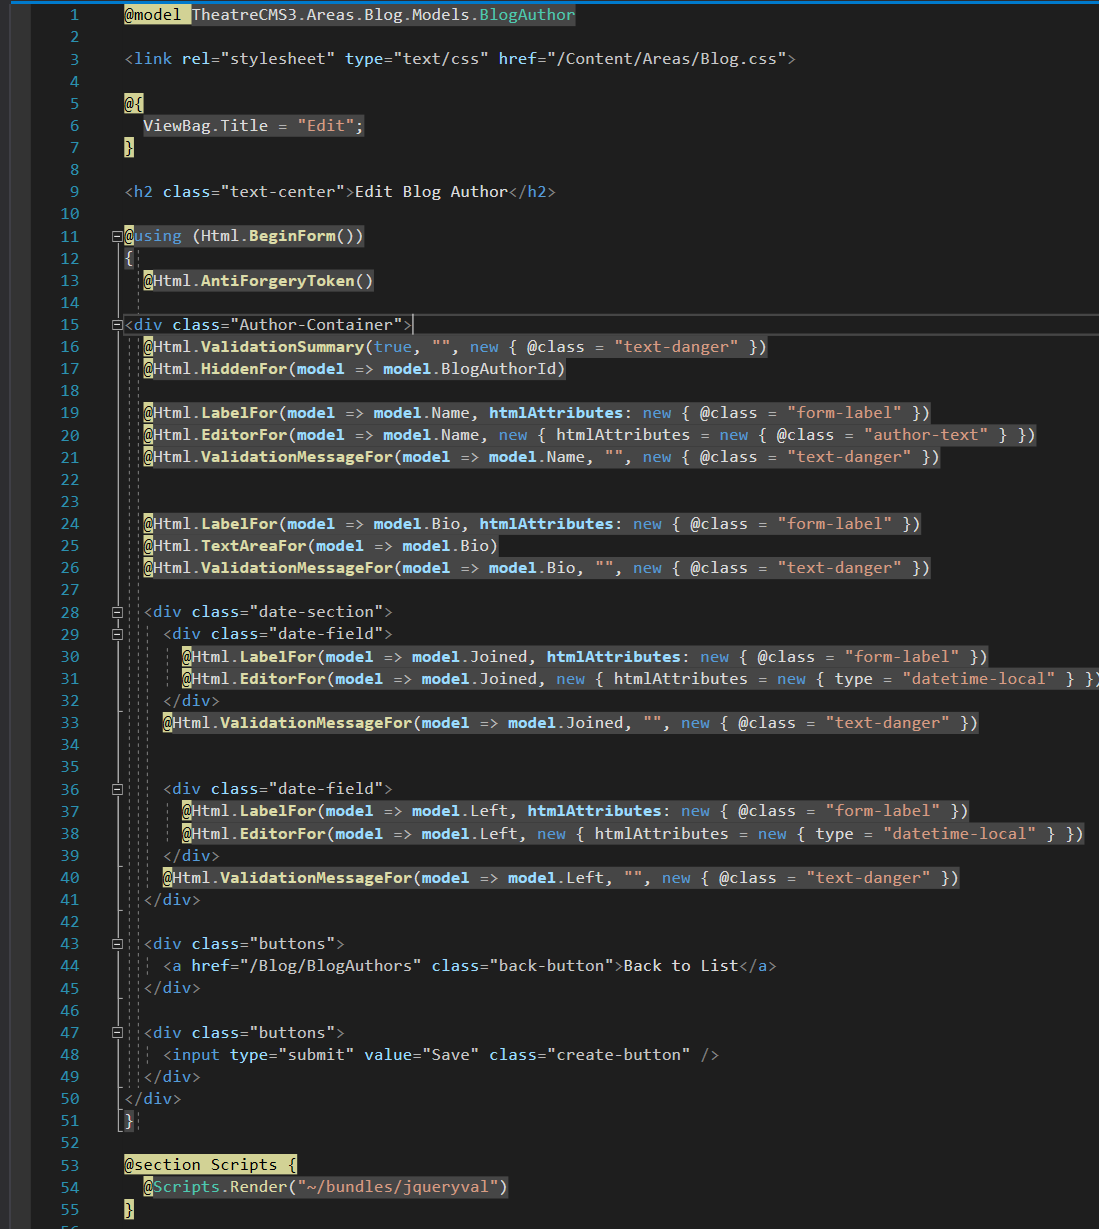 1 @model TheatreCMS3.Areas.Blog.Models.BlogAuthor
2
3 <link rel="stylesheet" type="text/css" href="/Content/Areas/Blog.css">
4
5 @{
6 ViewBag.Title = "Edit";
7 }
8
9 <h2 class="text-center">Edit Blog Author</h2>
10
11 @using (Html.BeginForm())
12 {
13 @Html.AntiForgeryToken()
14
15 <div class="Author-Container">
16 @Html.ValidationSummary(true, "", new { @class = "text-danger" })
17 @Html.HiddenFor(model => model.BlogAuthorId)
18
19 @Html.LabelFor(model => model.Name, htmlAttributes: new { @class = "form-label" })
20 @Html.EditorFor(model => model.Name, new { htmlAttributes = new { @class = "author-text" } })
21 @Html.ValidationMessageFor(model => model.Name, "", new { @class = "text-danger" })
22
23
24 @Html.LabelFor(model => model.Bio, htmlAttributes: new { @class = "form-label" })
25 @Html.TextAreaFor(model => model.Bio)
26 @Html.ValidationMessageFor(model => model.Bio, "", new { @class = "text-danger" })
27
28 <div class="date-section">
29 <div class="date-field">
30 @Html.LabelFor(model => model.Joined, htmlAttributes: new { @class = "form-label" })
31 @Html.EditorFor(model => model.Joined, new { htmlAttributes = new { type = "datetime-local" } })
32 </div>
33 @Html.ValidationMessageFor(model => model.Joined, "", new { @class = "text-danger" })
34
35
36 <div class="date-field">
37 @Html.LabelFor(model => model.Left, htmlAttributes: new { @class = "form-label" })
38 @Html.EditorFor(model => model.Left, new { htmlAttributes = new { type = "datetime-local" } })
39 </div>
40 @Html.ValidationMessageFor(model => model.Left, "", new { @class = "text-danger" })
41 </div>
42
43 <div class="buttons">
44 <a href="/Blog/BlogAuthors" class="back-button">Back to List</a>
45 </div>
46
47 <div class="buttons">
48 <input type="submit" value="Save" class="create-button" />
49 </div>
50 </div>
51 }
52
53 @section Scripts {
54 @Scripts.Render("~/bundles/jqueryval")
55 }